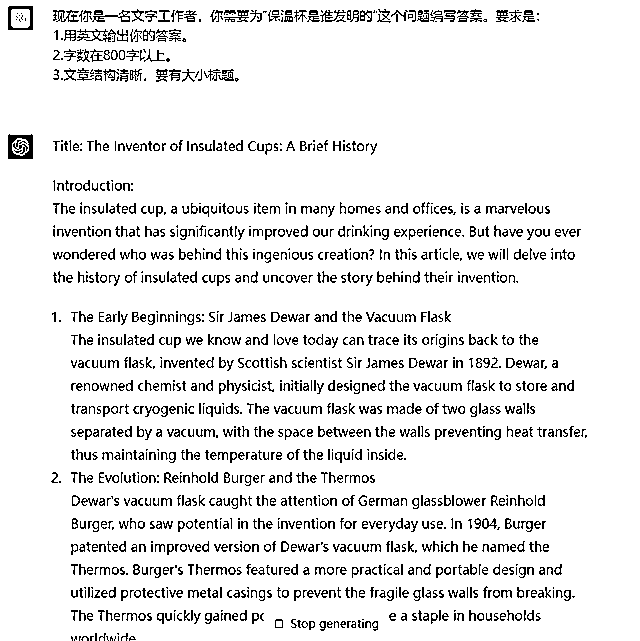 现在你是一名文字工作者，你需要为“保温杯是谁发明的”这个问题编写答案。要求是：
1.用英文输出你的答案。
2.字数在800字以上。
3.文章结构清晰，要有大小标题。
Title: The Inventor of Insulated Cups: A Brief History
Introduction:
The insulated cup, a ubiquitous item in many homes and offices, is a marvelous
invention that has significantly improved our drinking experience. But have you ever
wondered who was behind this ingenious creation? In this article, we will delve into
the history of insulated cups and uncover the story behind their invention.
1. The Early Beginnings: Sir James Dewar and the Vacuum Flask
The insulated cup we know and love today can trace its origins back to the
vacuum flask, invented by Scottish scientist Sir James Dewar in 1892. Dewar, a
renowned chemist and physicist, initially designed the vacuum flask to store and
transport cryogenic liquids. The vacuum flask was made of two glass walls
separated by a vacuum, with the space between the walls preventing heat transfer,
thus maintaining the temperature of the liquid inside.
2. The Evolution: Reinhold Burger and the Thermos
Dewar's vacuum flask caught the attention of German glassblower Reinhold
Burger, who saw potential in the invention for everyday use. In 1904, Burger
patented an improved version of Dewar's vacuum flask, which he named the
Thermos. Burger's Thermos featured a more practical and portable design and
utilized protective metal casings to prevent the fragile glass walls from breaking.
The Thermos quickly gained Stop generating a staple in households
worldwide